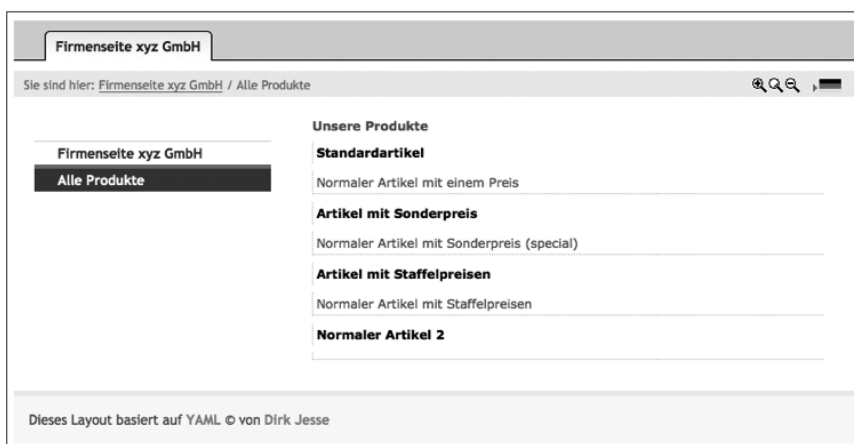 Firmenseite xyz GmbH
Sie sind hier: Firmenseite xyz GmbH / Alle Produkte
Firmenseite xyz GmbH
Alle Produkte
Unsere Produkte
Standardartikel
Normaler Artikel mit einem Preis
Artikel mit Sonderpreis
Normaler Artikel mit Sonderpreis (special)
Artikel mit Staffelpreisen
Normaler Artikel mit Staffelpreisen
Normaler Artikel 2
Dieses Layout basiert auf YAML © von Dirk Jesse